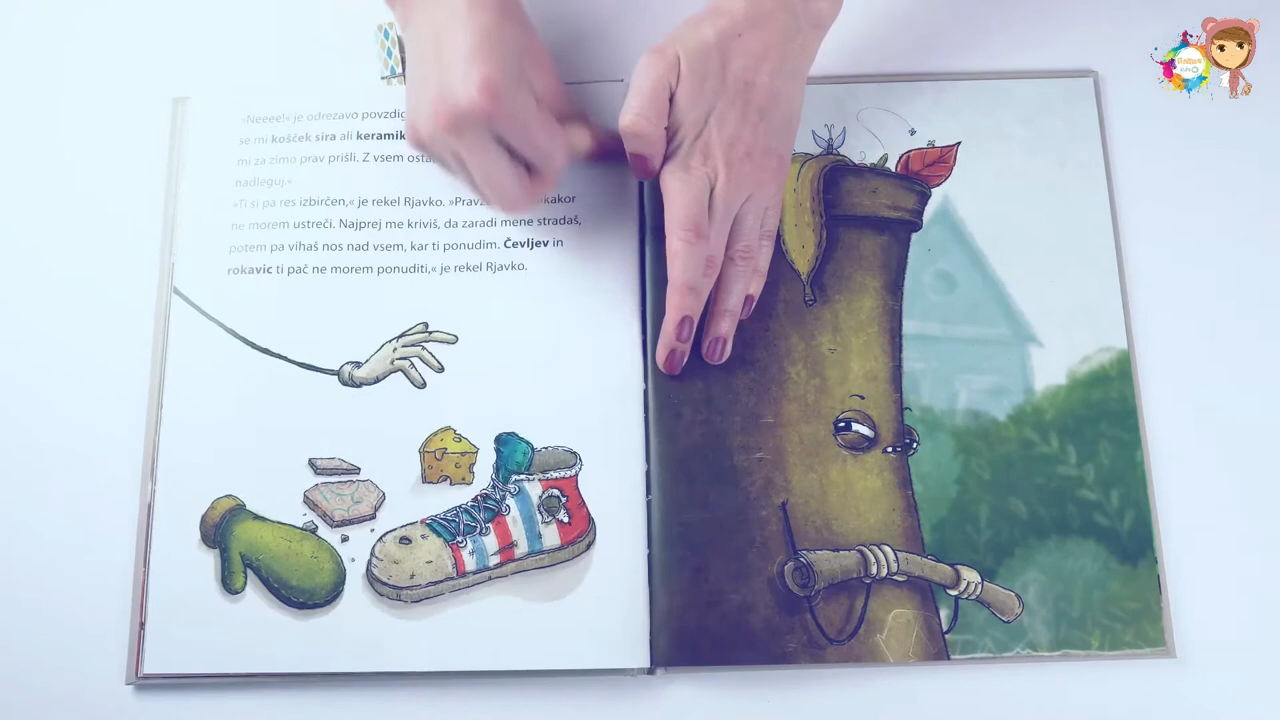 »Neeee!« je odrezavo povzdig
se mi košček sira ali keramik
mi za zimo prav prišli. Z vsem osta
nadleguj.«
»Ti si pa res izbirčen,« je rekel Rjavko. »Pravz
ne morem ustreči. Najprej me kriviš, da zaradi mene stradaš,
potem pa vihaš nos nad vsem, kar ti ponudim. Čevljev in
rokavic ti pač ne morem ponuditi,« je rekel Rjavko.